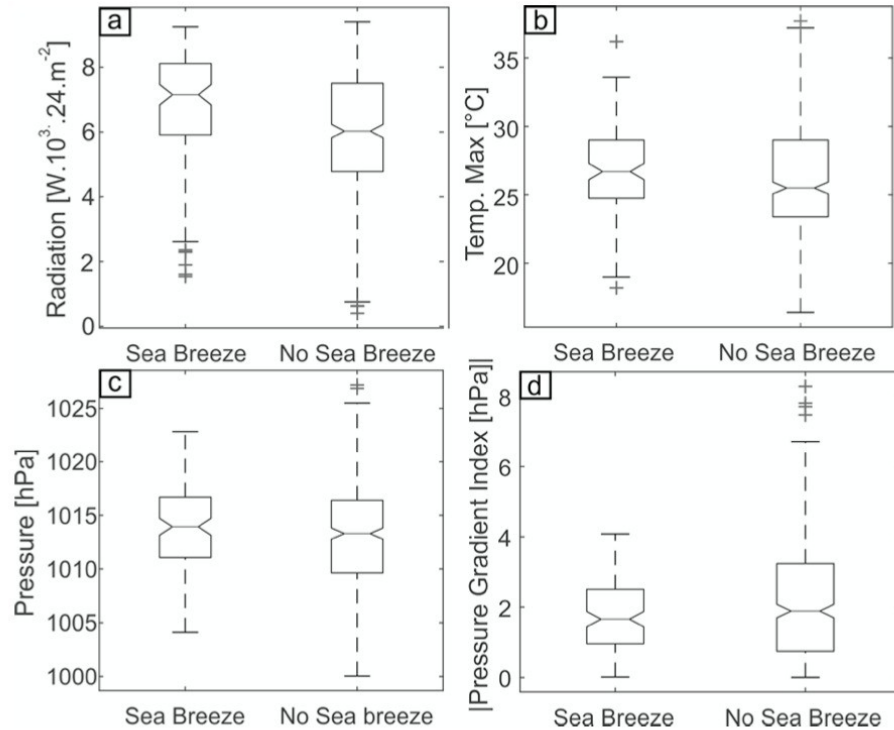 a
Radiation [W.10³.24.m⁻²]
8
6
4
2
0
Sea Breeze No Sea Breeze
b
Temp. Max [°C]
35
30
25
20
Sea Breeze No Sea Breeze
c
Pressure [hPa]
1025
1020
1015
1010
1005
1000
Sea Breeze No Sea breeze
d
|Pressure Gradient Index [hPa]|
8
6
4
2
0
Sea Breeze No Sea Breeze